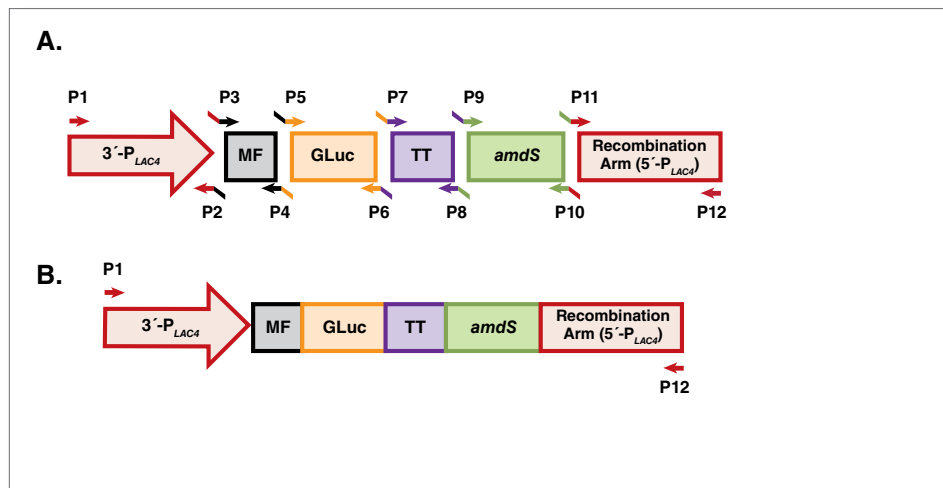 A.
P1 P3 P5 P7 P9 P11
3´-PLAC4 MF GLuc TT amdS Recombination
Arm (5´-PLAC4)
P2 P4 P6 P8 P10 P12
B.
P1
3´-PLAC4 MF GLuc TT amdS Recombination
Arm (5´-PLAC4)
P12